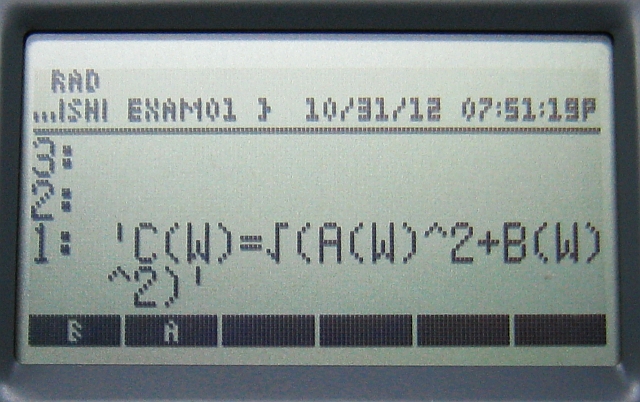 RAD
...ISHI EXAM01 } 10/31/12 07:51:19P
3:
2:
1: 'C(W)=√(A(W)^2+B(W)
^2)'
B A